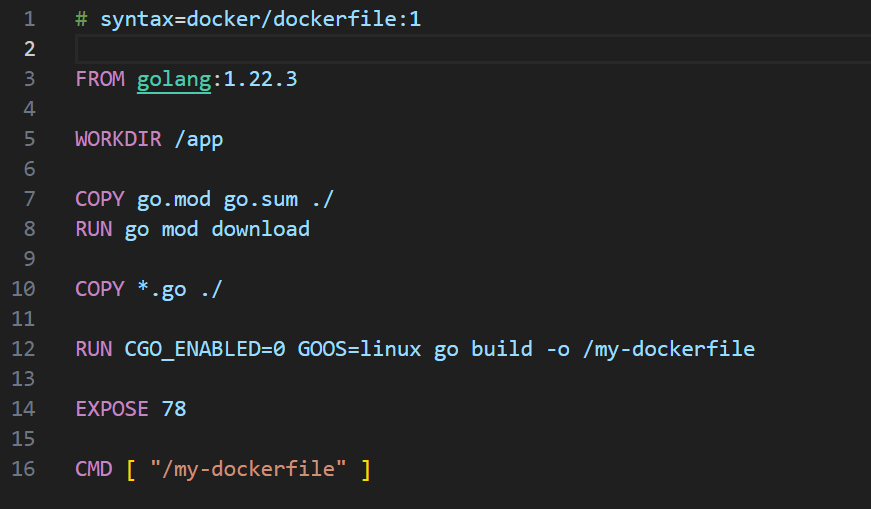 1 # syntax=docker/dockerfile:1
2
3 FROM golang:1.22.3
4
5 WORKDIR /app
6
7 COPY go.mod go.sum ./
8 RUN go mod download
9
10 COPY *.go ./
11
12 RUN CGO_ENABLED=0 GOOS=linux go build -o /my-dockerfile
13
14 EXPOSE 78
15
16 CMD [ "/my-dockerfile" ]